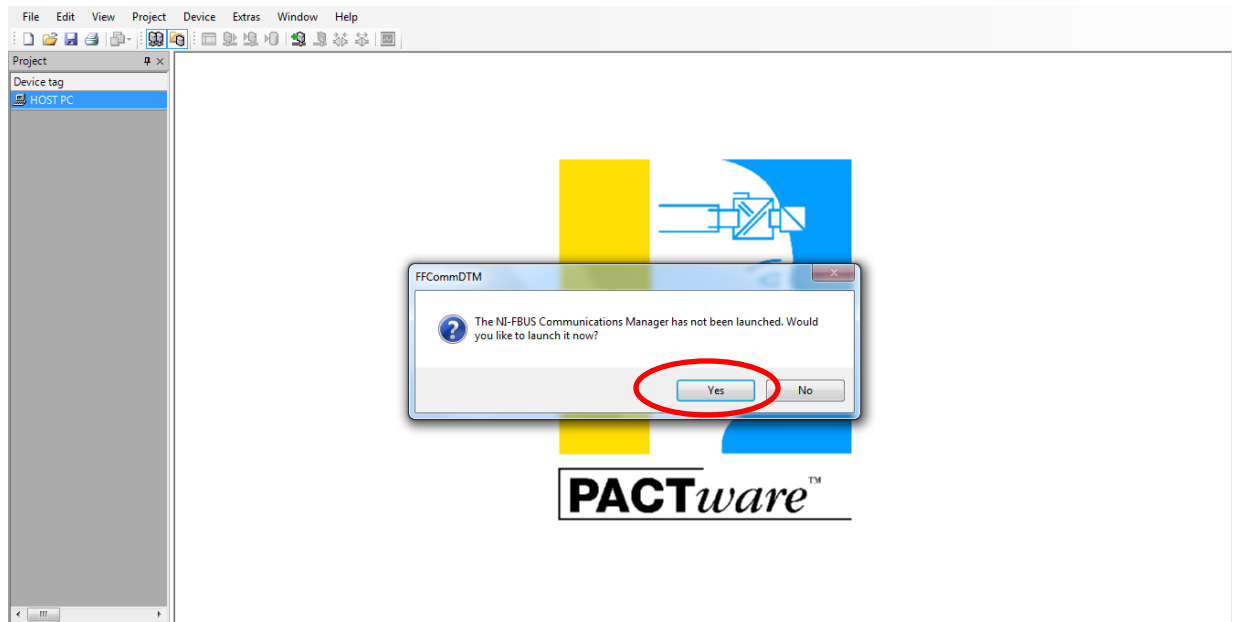 File Edit View Project Device Extras Window Help
Project
Device tag
HOST PC
FFCommDTM
The NI-FBUS Communications Manager has not been launched. Would
you like to launch it now?
Yes No
PACTware™